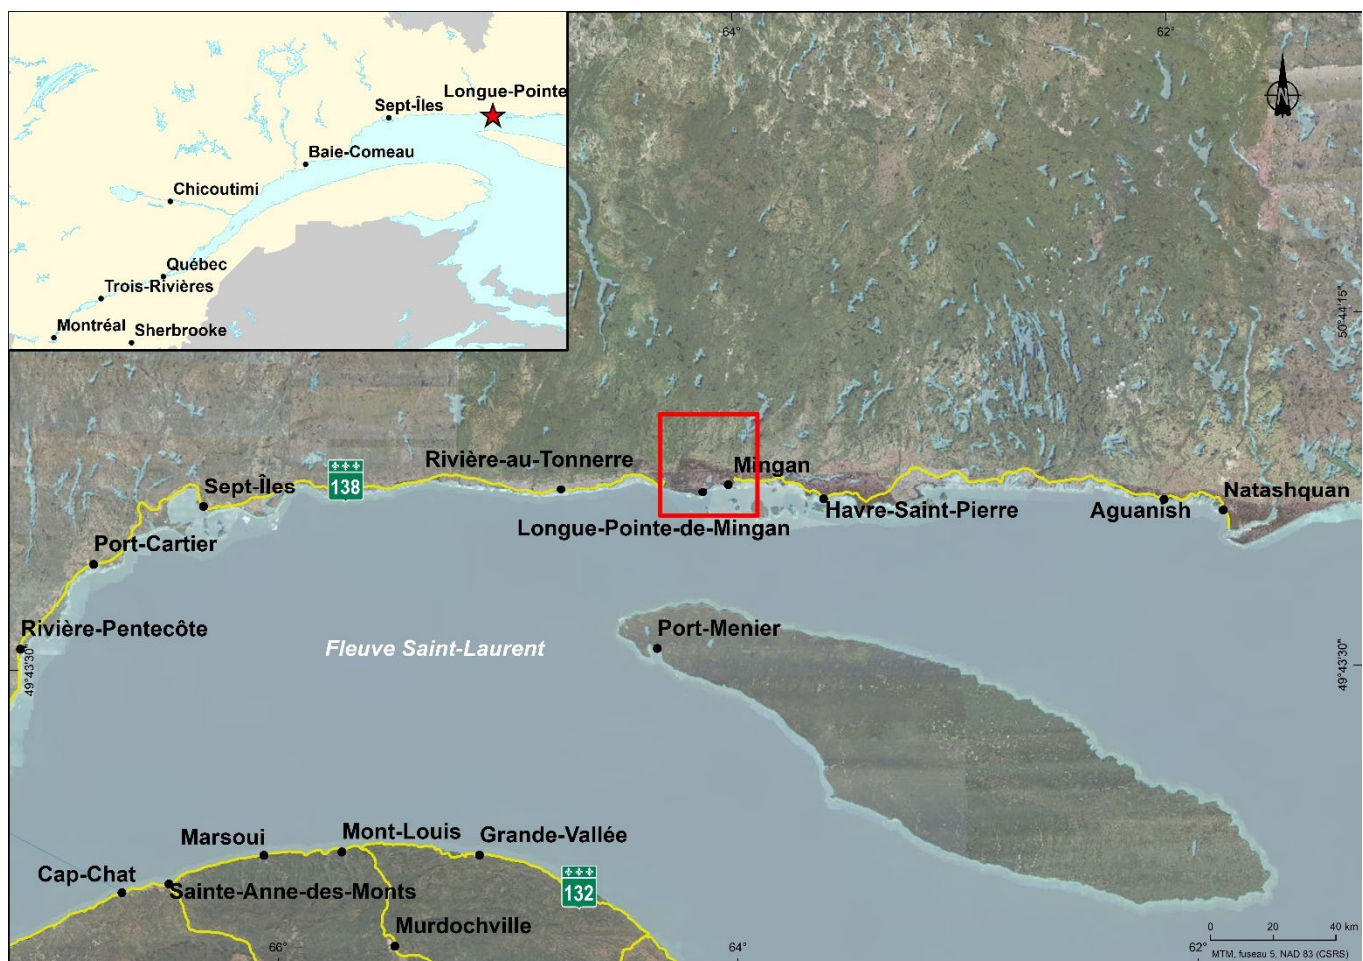 64°
62°
Longue-Pointe
Sept-Îles
Baie-Comeau
Chicoutimi
Québec
Trois-Rivières
Montréal
Sherbrooke
N
50°44'15"
Rivière-au-Tonnerre
Mingan
138
Sept-Îles
Natashquan
Havre-Saint-Pierre
Aguanish
Longue-Pointe-de-Mingan
Port-Cartier
Rivière-Pentecôte
Fleuve Saint-Laurent
Port-Menier
49°43'30"
49°43'30"
Marsoui
Mont-Louis
Grande-Vallée
Cap-Chat
Sainte-Anne-des-Monts
132
Murdochville
66°
64°
62°
0 20 40 km
MTM, fuseau 5, NAD 83 (CSRS)